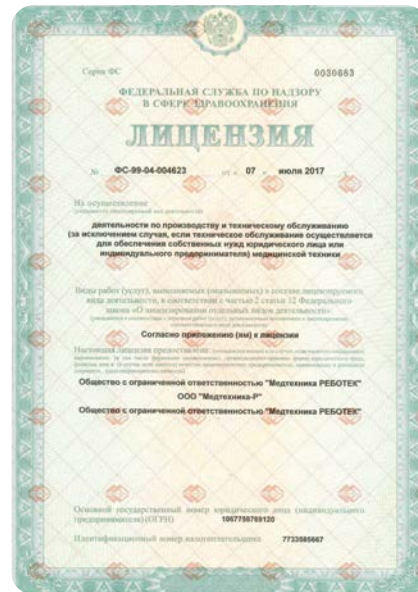 Серия ФС 0030663
ФЕДЕРАЛЬНАЯ СЛУЖБА ПО НАДЗОРУ
В СФЕРЕ ЗДРАВООХРАНЕНИЯ
ЛИЦЕНЗИЯ
№ ФС-99-04-004623 от « 07 » июля 2017
На осуществление
деятельности по производству и техническому обслуживанию
(за исключением случая, если техническое обслуживание осуществляется
для обеспечения собственных нужд юридического лица или
индивидуального предпринимателя) медицинской техники
Виды работ (услуг), выполняемых (оказываемых) в составе лицензируемого
вида деятельности, в соответствии с частью 2 статьи 12 Федерального
закона «О лицензировании отдельных видов деятельности»:
Согласно приложению (ям) к лицензии
Настоящая лицензия предоставлена:
Общество с ограниченной ответственностью "Медтехника РЕБОТЕК"
ООО "Медтехника-Р"
Общество с ограниченной ответственностью "Медтехника РЕБОТЕК"
Основной государственный номер юридического лица (индивидуального
предпринимателя) (ОГРН) 1067758769120
Идентификационный номер налогоплательщика 7733585667